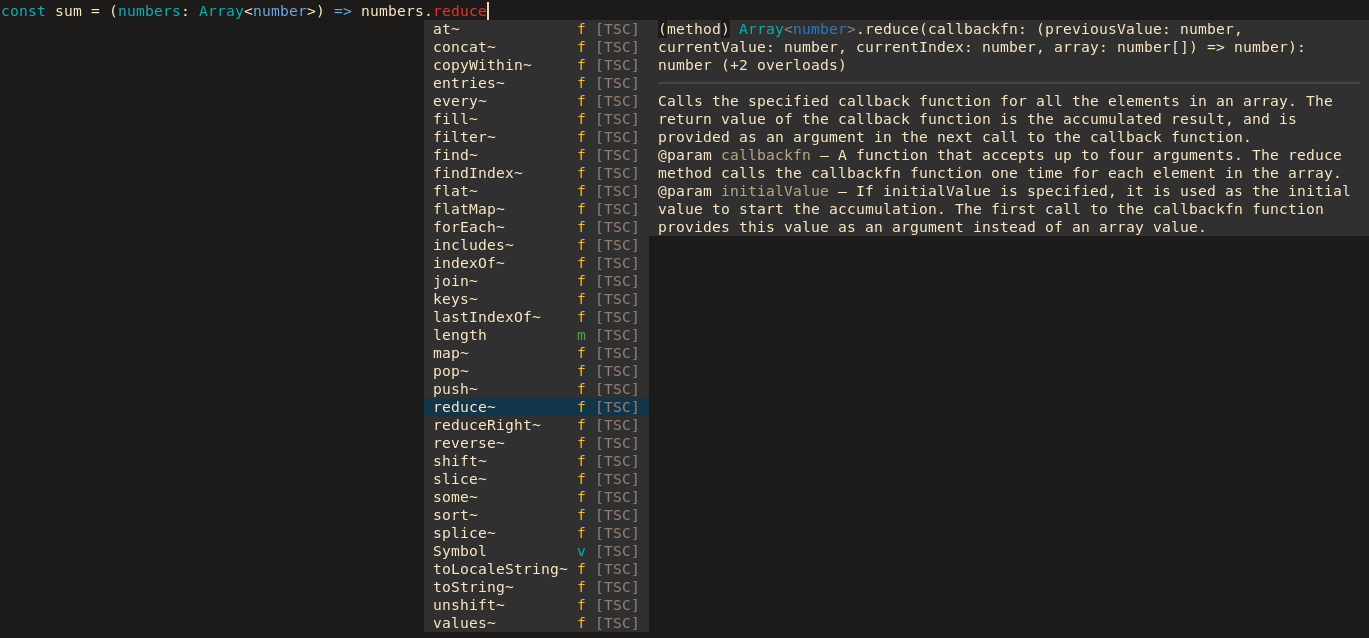 const sum = (numbers: Array<number>) => numbers.reduce
at~ f [TSC]
concat~ f [TSC]
copyWithin~ f [TSC]
entries~ f [TSC]
every~ f [TSC]
fill~ f [TSC]
filter~ f [TSC]
find~ f [TSC]
findIndex~ f [TSC]
flat~ f [TSC]
flatMap~ f [TSC]
forEach~ f [TSC]
includes~ f [TSC]
indexOf~ f [TSC]
join~ f [TSC]
keys~ f [TSC]
lastIndexOf~ f [TSC]
length m [TSC]
map~ f [TSC]
pop~ f [TSC]
push~ f [TSC]
reduce~ f [TSC]
reduceRight~ f [TSC]
reverse~ f [TSC]
shift~ f [TSC]
slice~ f [TSC]
some~ f [TSC]
sort~ f [TSC]
splice~ f [TSC]
Symbol v [TSC]
toLocaleString~ f [TSC]
toString~ f [TSC]
unshift~ f [TSC]
values~ f [TSC]
(method) Array<number>.reduce(callbackfn: (previousValue: number,
currentValue: number, currentIndex: number, array: number[]) => number):
number (+2 overloads)
Calls the specified callback function for all the elements in an array. The
return value of the callback function is the accumulated result, and is
provided as an argument in the next call to the callback function.
@param callbackfn — A function that accepts up to four arguments. The reduce
method calls the callbackfn function one time for each element in the array.
@param initialValue — If initialValue is specified, it is used as the initial
value to start the accumulation. The first call to the callbackfn function
provides this value as an argument instead of an array value.